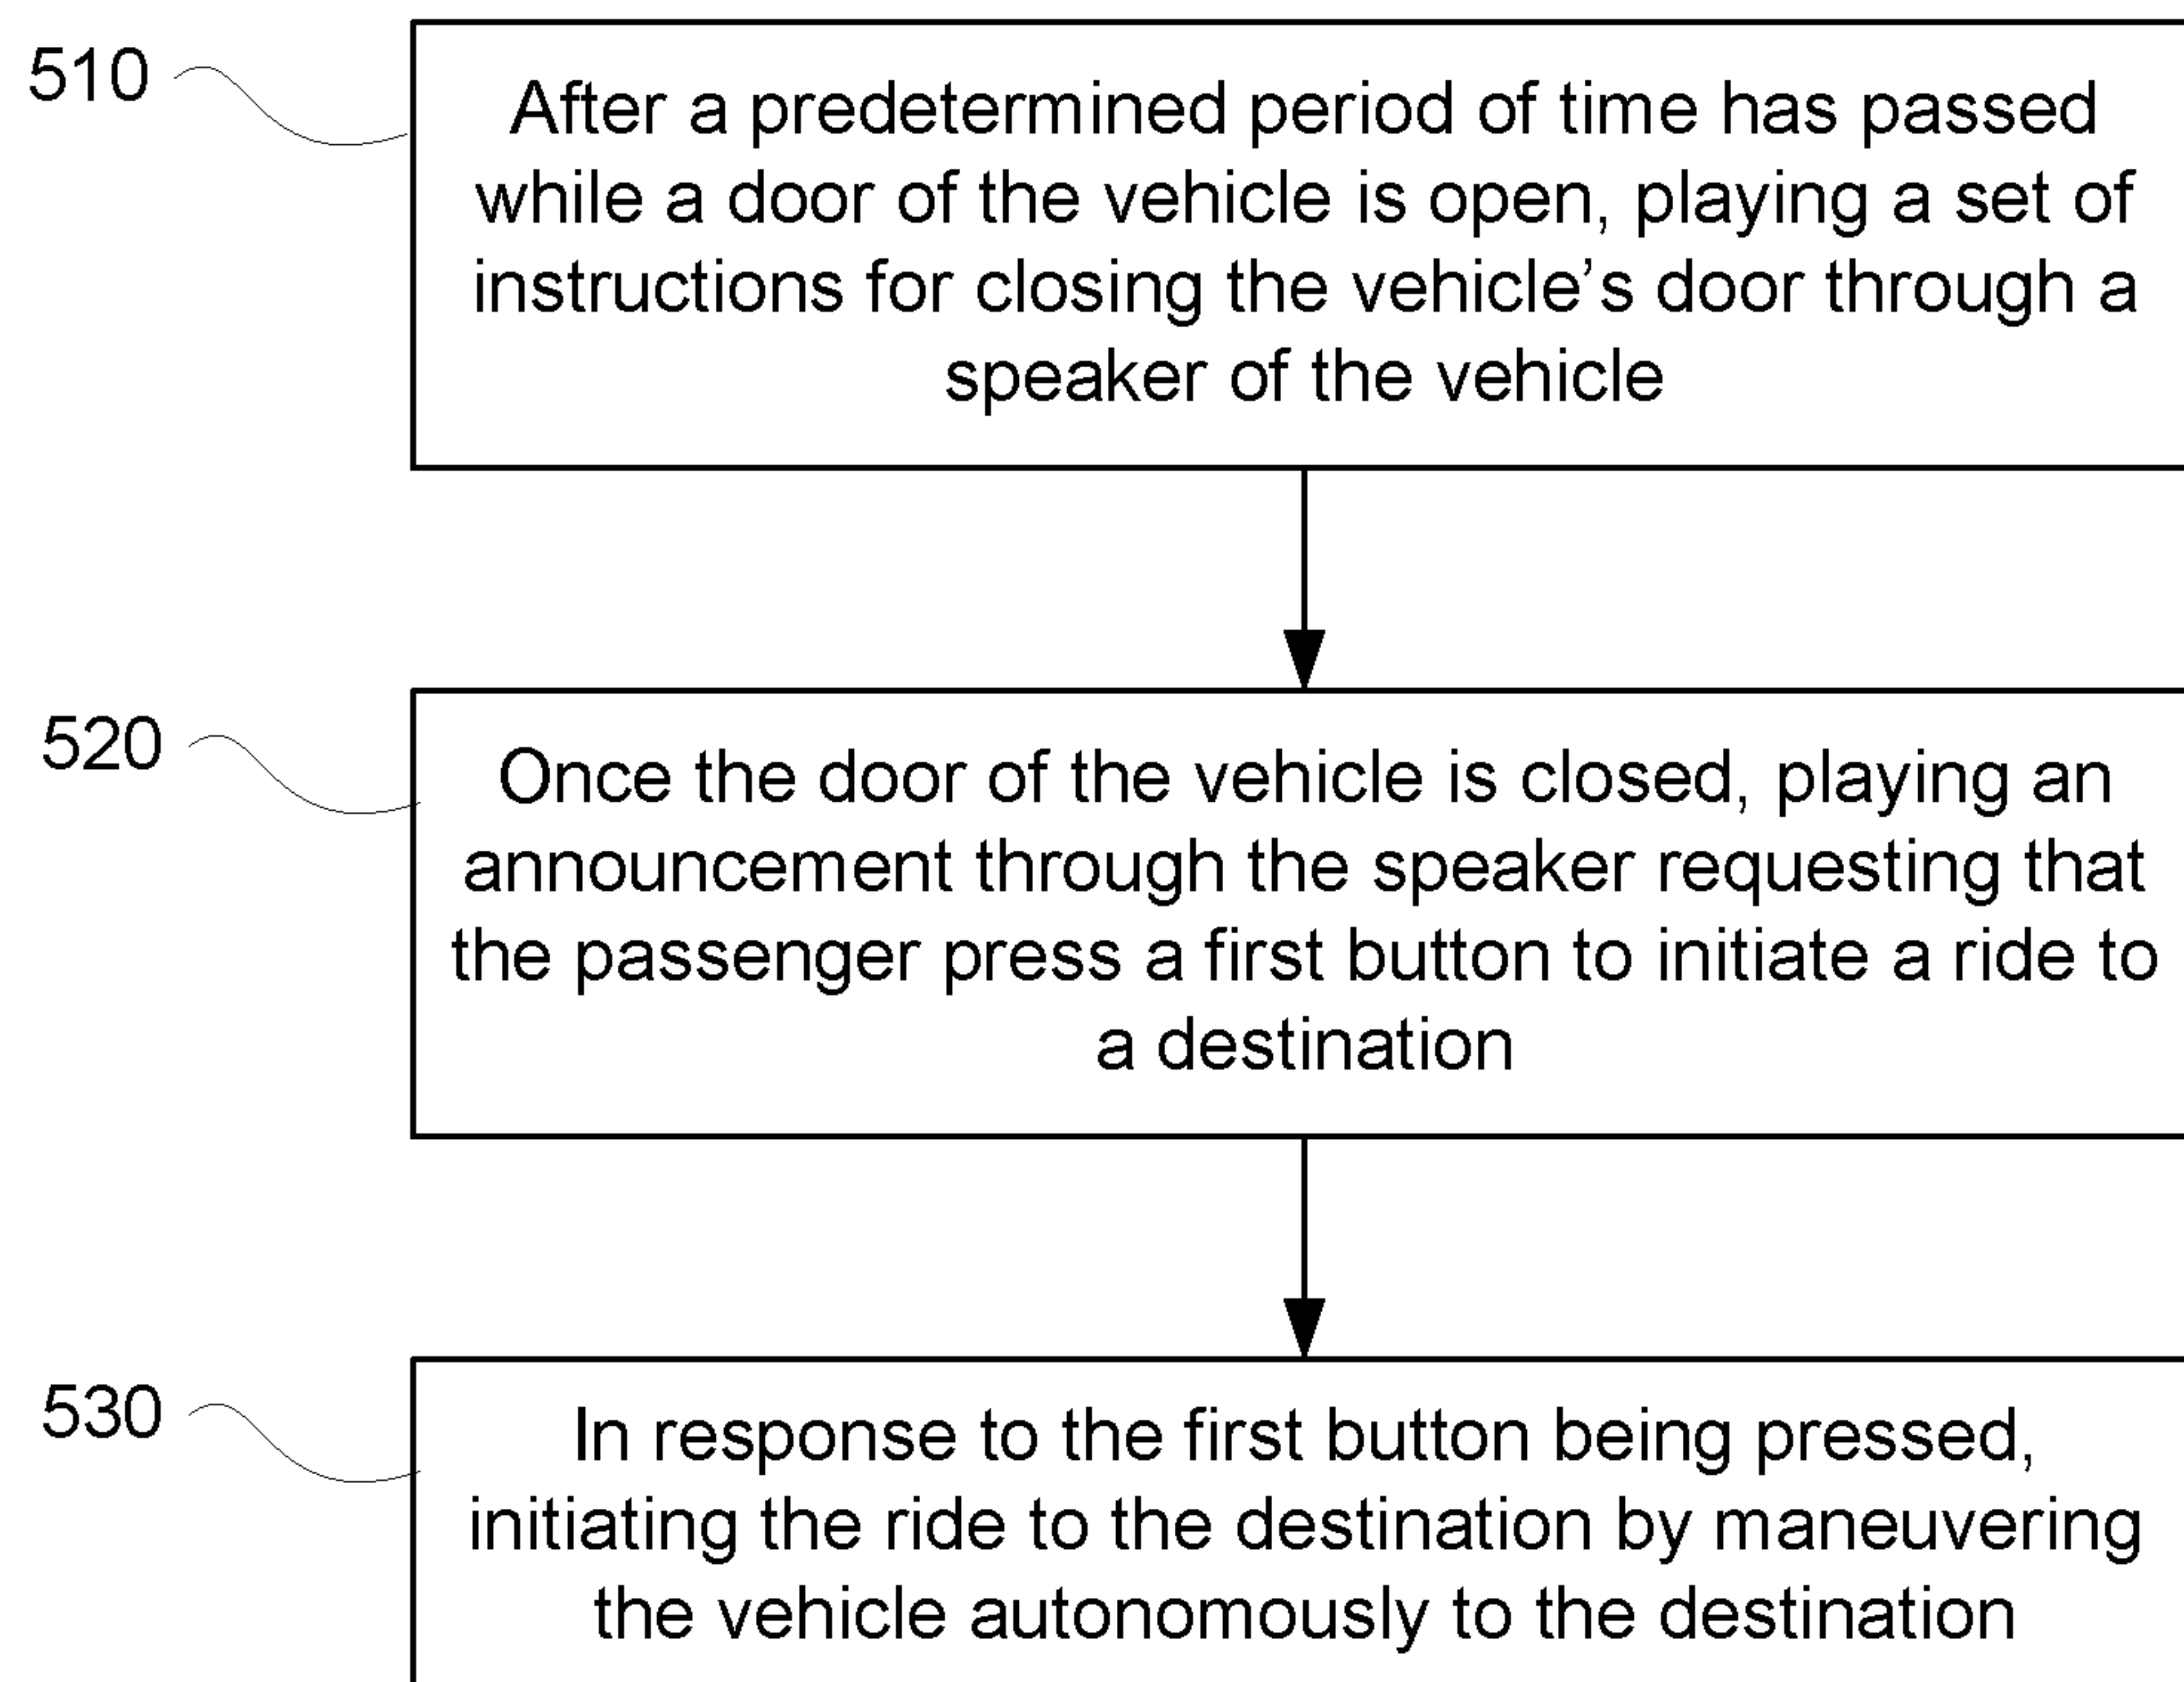 510
After a predetermined period of time has passed
while a door of the vehicle is open, playing a set of
instructions for closing the vehicle’s door through a
speaker of the vehicle
520
Once the door of the vehicle is closed, playing an
announcement through the speaker requesting that
the passenger press a first button to initiate a ride to
a destination
530
In response to the first button being pressed,
initiating the ride to the destination by maneuvering
the vehicle autonomously to the destination